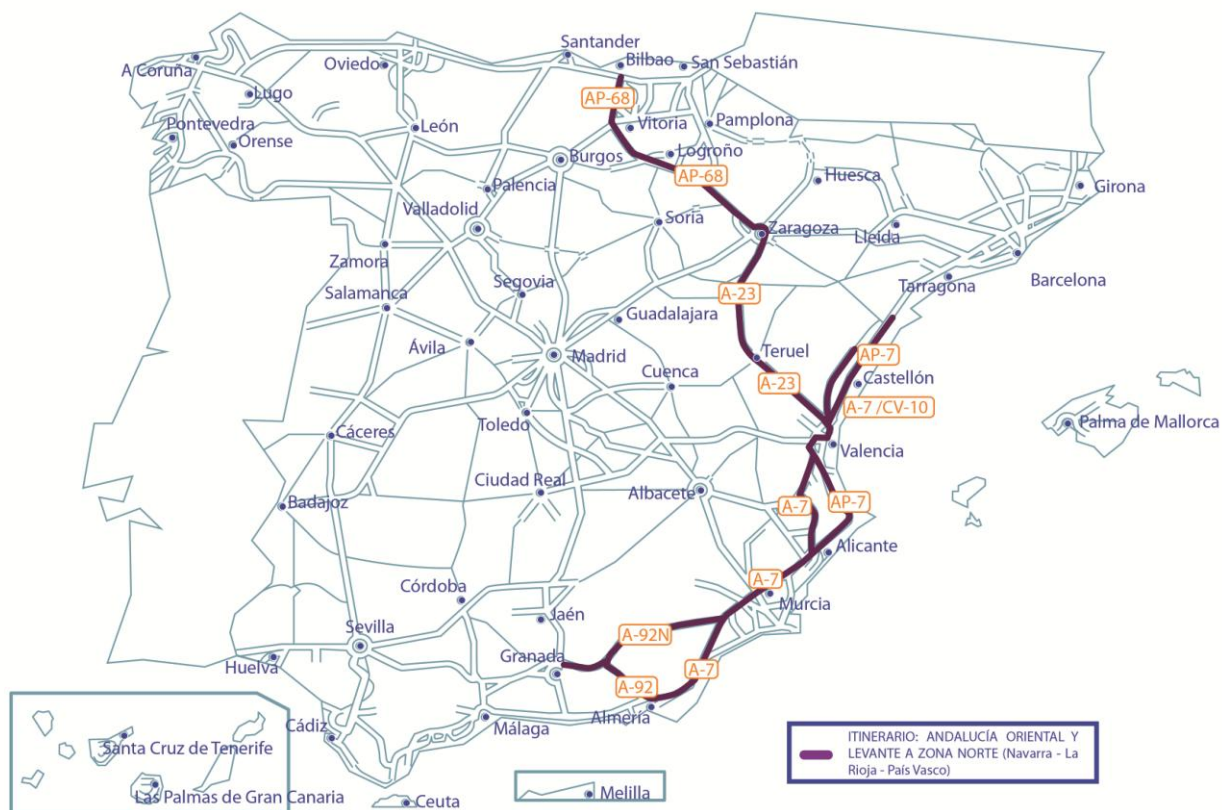 Santander
Bilbao
San Sebastián
A Coruña
Oviedo
Lugo
AP-68
Vitoria
Pamplona
Pontevedra
Orense
León
Burgos
Logroño
AP-68
Huesca
Girona
Palencia
Valladolid
Soria
Zaragoza
Lleida
Zamora
Barcelona
Tarragona
Segovia
Salamanca
A-23
Guadalajara
Ávila
Madrid
Teruel
AP-7
Cuenca
A-23
Castellón
A-7 /CV-10
Toledo
Palma de Mallorca
Cáceres
Valencia
Ciudad Real
Albacete
Badajoz
A-7
AP-7
Alicante
Córdoba
A-7
Murcia
Jaén
Sevilla
A-92N
Huelva
Granada
A-7
A-92
Almería
Cádiz
Málaga
Santa Cruz de Tenerife
Las Palmas de Gran Canaria
Ceuta
Melilla
ITINERARIO: ANDALUCÍA ORIENTAL Y
LEVANTE A ZONA NORTE (Navarra - La
Rioja - País Vasco)